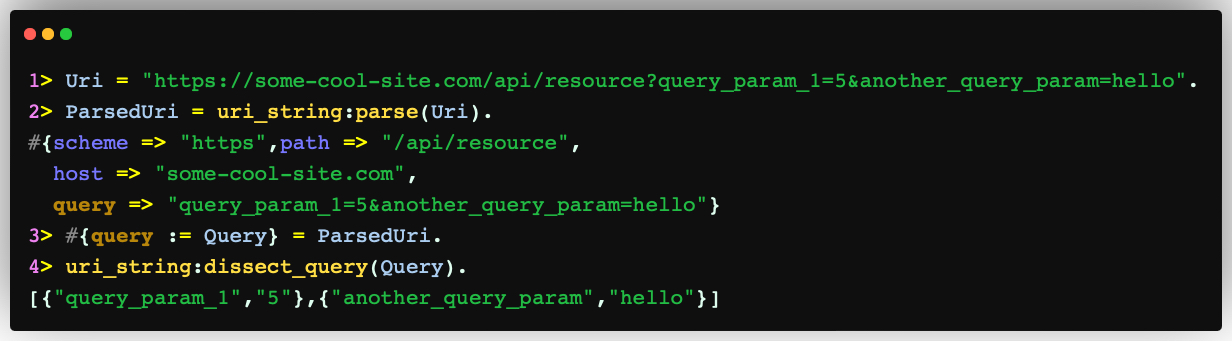 1> Uri = "https://some-cool-site.com/api/resource?query_param_1=5&another_query_param=hello".
2> ParsedUri = uri_string:parse(Uri).
#{scheme => "https",path => "/api/resource",
  host => "some-cool-site.com",
  query => "query_param_1=5&another_query_param=hello"}
3> #{query := Query} = ParsedUri.
4> uri_string:dissect_query(Query).
[{"query_param_1","5"},{"another_query_param","hello"}]